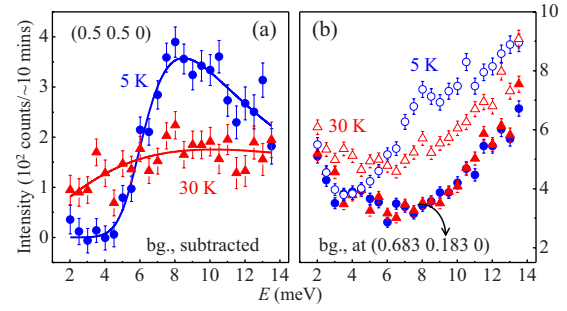 (0.5 0.5 0)
(a)
(b)
5 K
30 K
bg., subtracted
5 K
30 K
bg., at (0.683 0.183 0)
Intensity (10² counts/~10 mins)
4
3
2
1
0
10
8
6
4
2
2 4 6 8 10 12 14
2 4 6 8 10 12 14
E (meV)